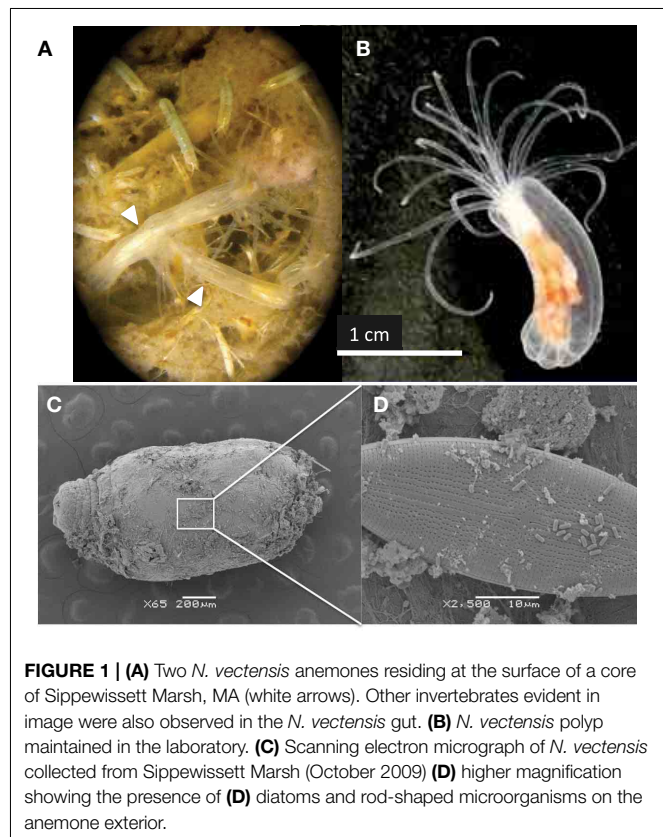 A
B
1 cm
C
D
X65 200µm
X2,500 10µm
FIGURE 1 | (A) Two N. vectensis anemones residing at the surface of a core
of Sippewissett Marsh, MA (white arrows). Other invertebrates evident in
image were also observed in the N. vectensis gut. (B) N. vectensis polyp
maintained in the laboratory. (C) Scanning electron micrograph of N. vectensis
collected from Sippewissett Marsh (October 2009) (D) higher magnification
showing the presence of (D) diatoms and rod-shaped microorganisms on the
anemone exterior.